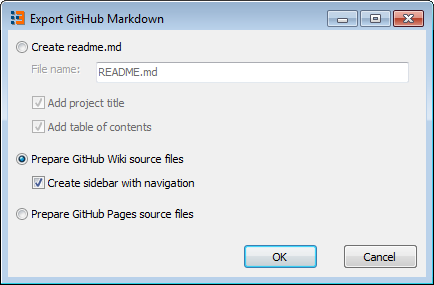 Export GitHub Markdown
Create readme.md
File name: README.md
Add project title
Add table of contents
Prepare GitHub Wiki source files
Create sidebar with navigation
Prepare GitHub Pages source files
OK Cancel